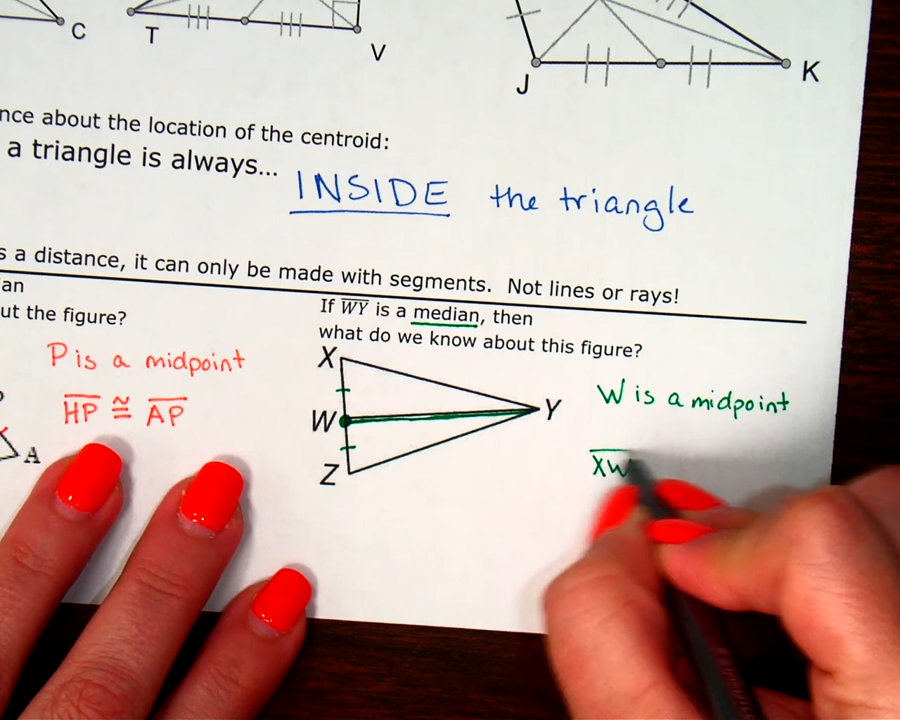 C
T
V
J
K
nce about the location of the centroid:
a triangle is always... INSIDE the triangle
s a distance, it can only be made with segments. Not lines or rays!
an
ut the figure?
P is a midpoint
HP ≅ AP
A
If WY is a median, then
what do we know about this figure?
X
W
Y
Z
W is a midpoint
XW